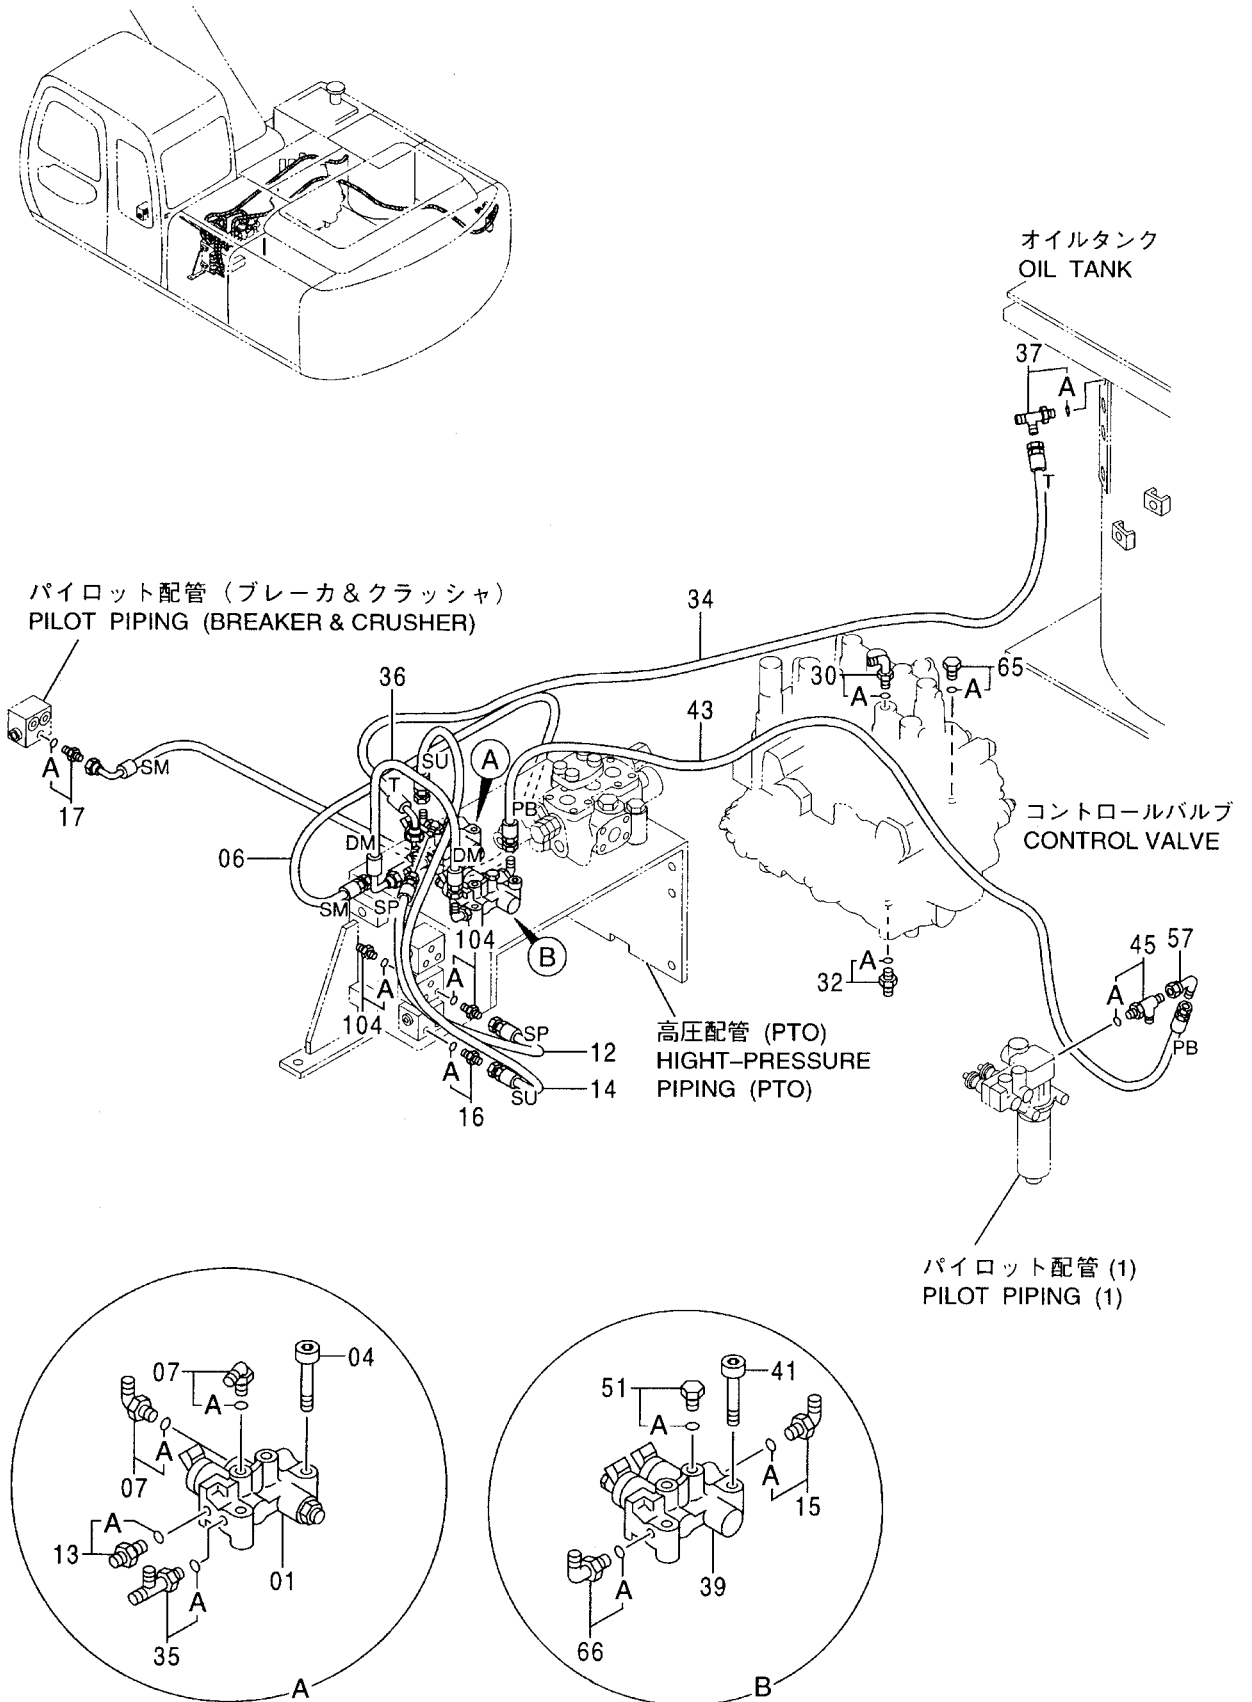 オイルタンク
OIL TANK
37
A
T
パイロット配管 (ブレーカ&クラッシャ)
PILOT PIPING (BREAKER & CRUSHER)
34
30
A
65
A
36
43
SU
A
T
PB
SM
A
17
コントロールバルブ
CONTROL VALVE
06
DM
DM
SM
SP
104
B
A
32
A
104
A
45
57
A
SP
12
PB
A
16
SU
14
高圧配管 (PTO)
HIGHT-PRESSURE
PIPING (PTO)
パイロット配管 (1)
PILOT PIPING (1)
07
A
04
A
07
A
13
01
A
35
A
51
A
41
A
15
39
A
66
B